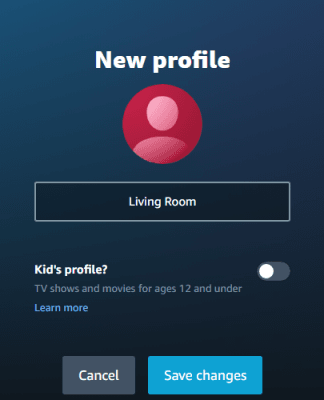 New profile
Living Room
Kid's profile?
TV shows and movies for ages 12 and under
Learn more
Cancel
Save changes